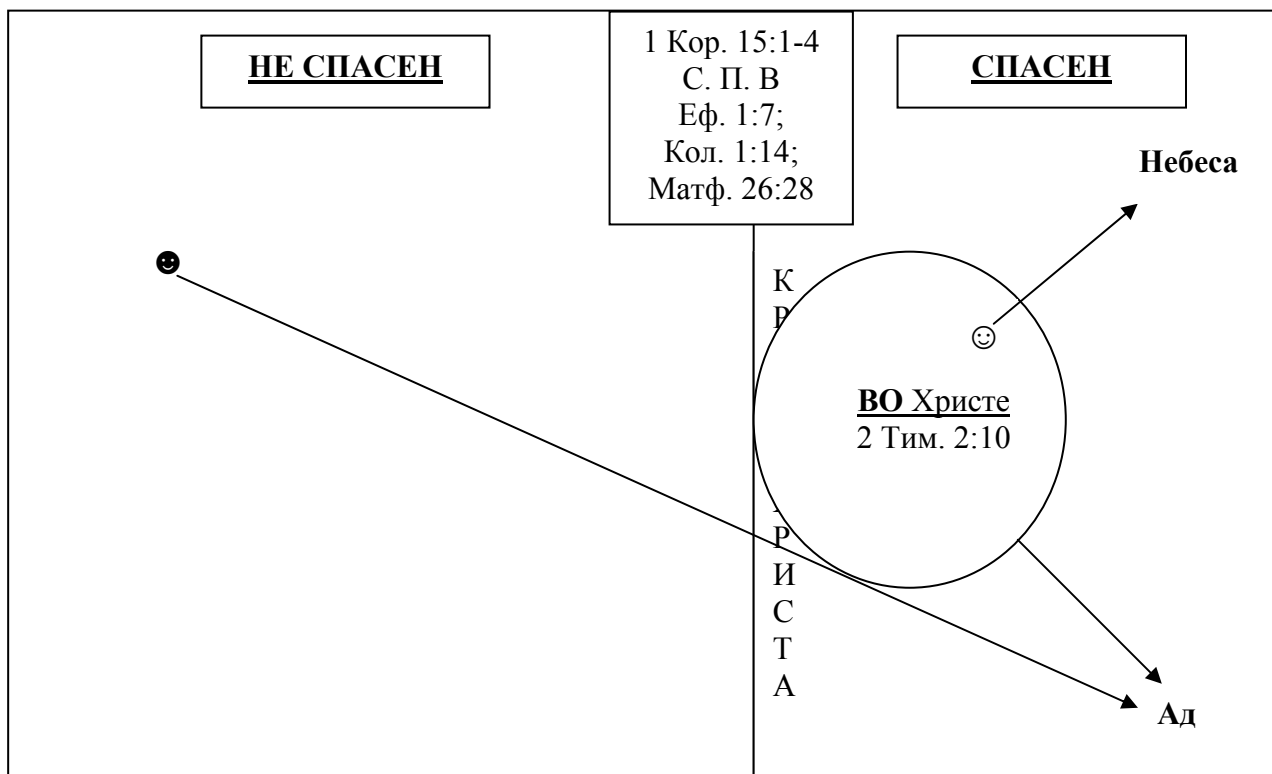 НЕ СПАСЕН
1 Кор. 15:1-4
С. П. В
Еф. 1:7;
Кол. 1:14;
Матф. 26:28
СПАСЕН
Небеса
К
Р
ВО Христе
2 Тим. 2:10
Р
И
С
Т
А
Ад